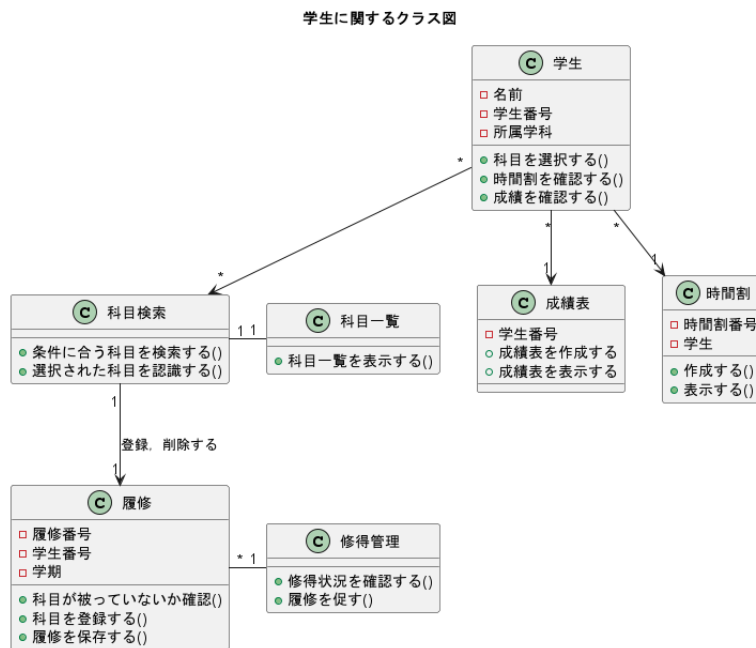 学生に関するクラス図
C 学生
名前
学生番号
所属学科
科目を選択する()
時間割を確認する()
成績を確認する()
*
*
*
*
1
1
C 科目検索
条件に合う科目を検索する()
選択された科目を認識する()
1 1
C 科目一覧
科目一覧を表示する()
C 成績表
学生番号
成績表を作成する
成績表を表示する
C 時間割
時間割番号
学生
作成する()
表示する()
1
登録，削除する
1
C 履修
履修番号
学生番号
学期
科目が被っていないか確認()
科目を登録する()
履修を保存する()
* 1
C 修得管理
修得状況を確認する()
履修を促す()